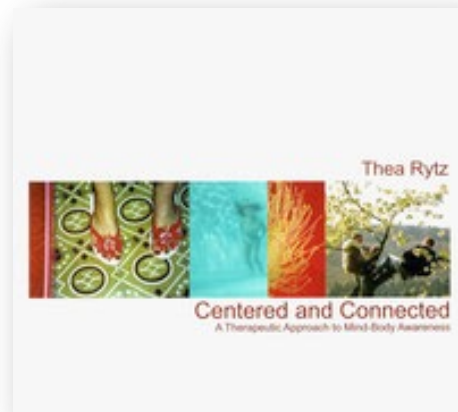 Thea Rytz
Centered and Connected
A Therapeutic Approach to Mind-Body Awareness